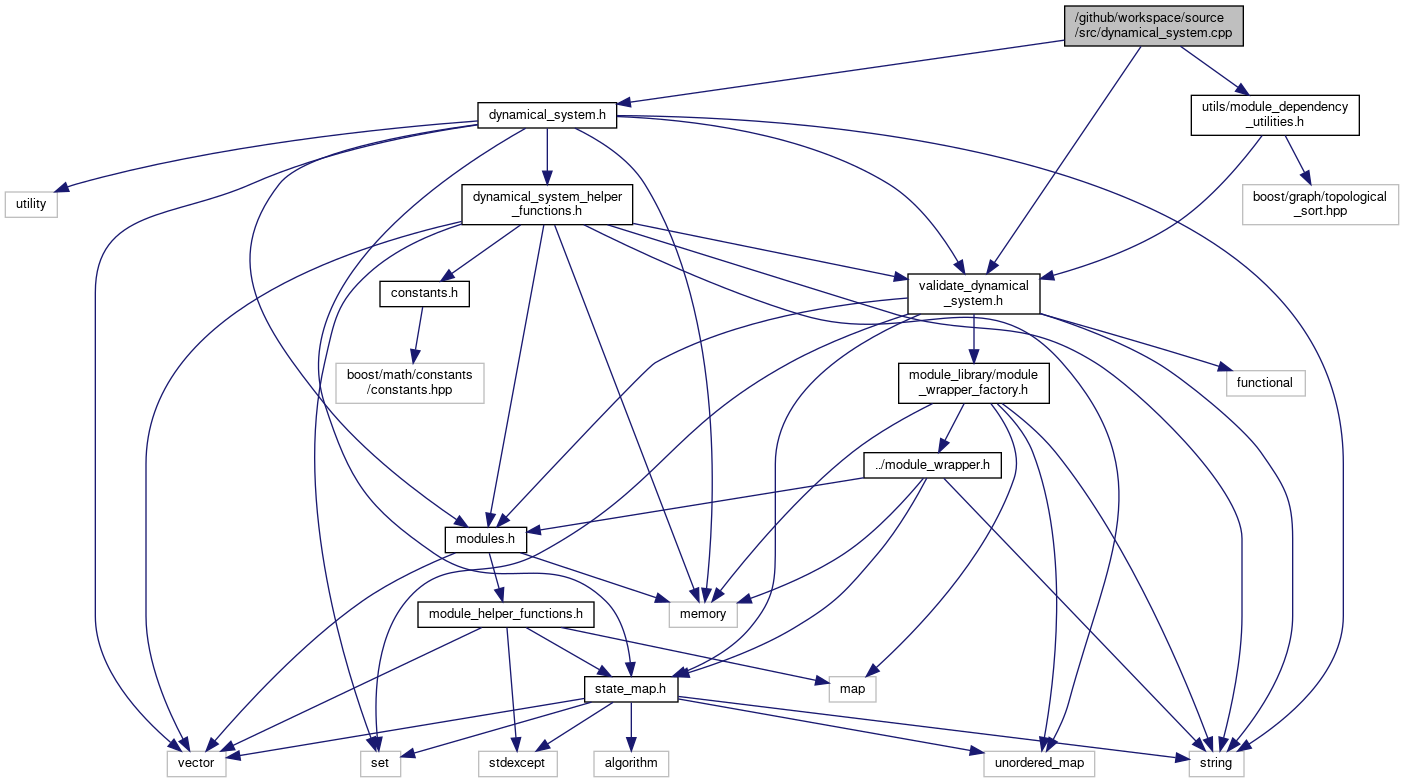 /github/workspace/source
/src/dynamical_system.cpp
dynamical_system.h
utils/module_dependency
_utilities.h
utility
dynamical_system_helper
_functions.h
boost/graph/topological
_sort.hpp
constants.h
validate_dynamical
_system.h
boost/math/constants
/constants.hpp
module_library/module
_wrapper_factory.h
functional
../module_wrapper.h
modules.h
module_helper_functions.h
memory
state_map.h
map
vector
set
stdexcept
algorithm
unordered_map
string